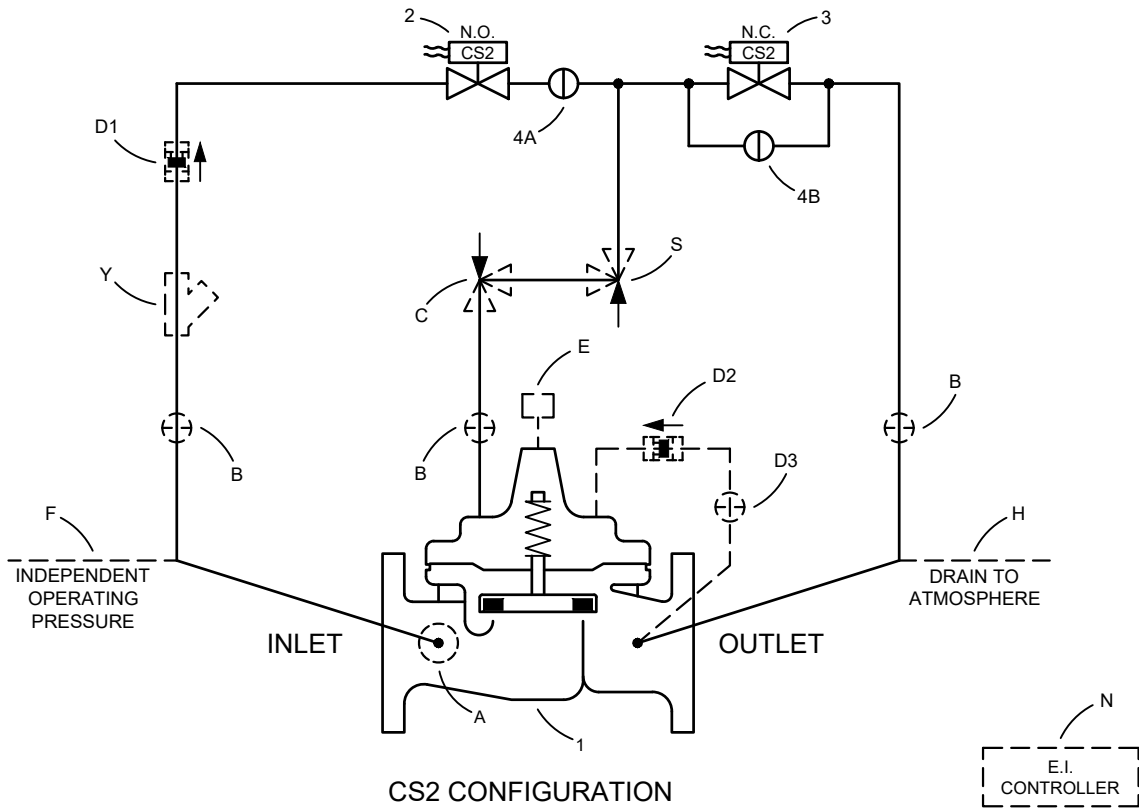 2
N.O.
CS2
3
N.C.
CS2
4A
4B
D1
Y
C
S
E
D2
B
B
B
D3
F
INDEPENDENT
OPERATING
PRESSURE
H
DRAIN TO
ATMOSPHERE
INLET
OUTLET
A
1
N
E.I.
CONTROLLER
CS2 CONFIGURATION